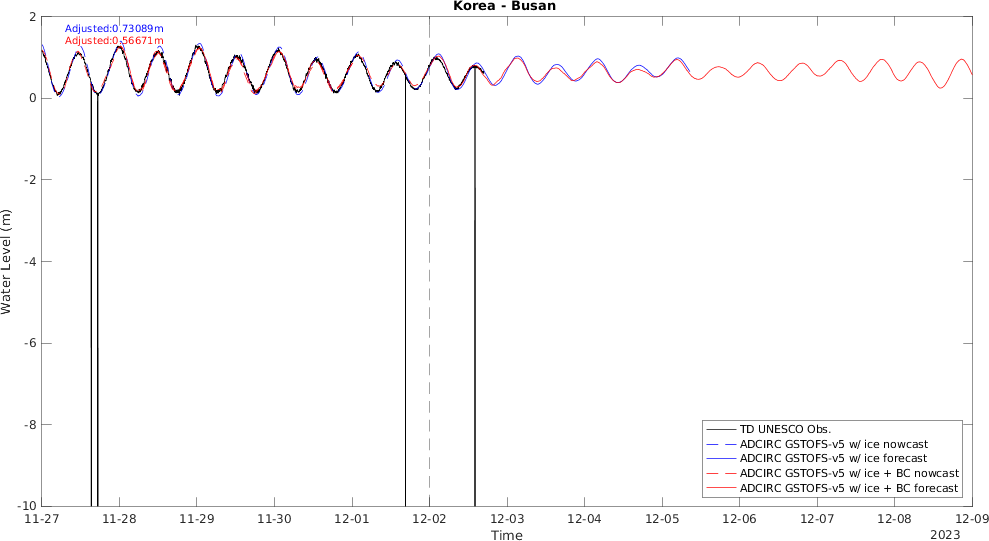 Korea - Busan
Adjusted:0.73089m
Adjusted:0.56671m
Water Level (m)
2
0
-2
-4
-6
-8
-10
TD UNESCO Obs.
ADCIRC GSTOFS-v5 w/ ice nowcast
ADCIRC GSTOFS-v5 w/ ice forecast
ADCIRC GSTOFS-v5 w/ ice + BC nowcast
ADCIRC GSTOFS-v5 w/ ice + BC forecast
11-27 11-28 11-29 11-30 12-01 12-02 12-03 12-04 12-05 12-06 12-07 12-08 12-09
Time
2023